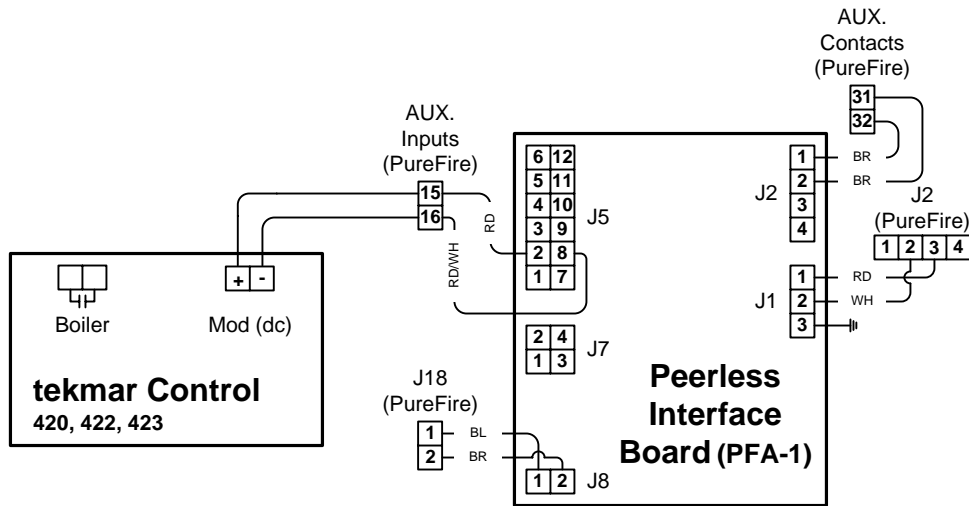 AUX.
Contacts
(PureFire)
31
32
AUX.
Inputs
(PureFire)
15
16
RD
RD/WH
6 12
5 11
4 10
3 9
2 8
1 7
J5
J2
1
2
3
4
BR
BR
J2
(PureFire)
1 2 3 4
J1
1
2
3
RD
WH
2 4
1 3
J7
+ -
Boiler
Mod (dc)
tekmar Control
420, 422, 423
J18
(PureFire)
1
2
BL
BR
1 2
J8
Peerless
Interface
Board (PFA-1)